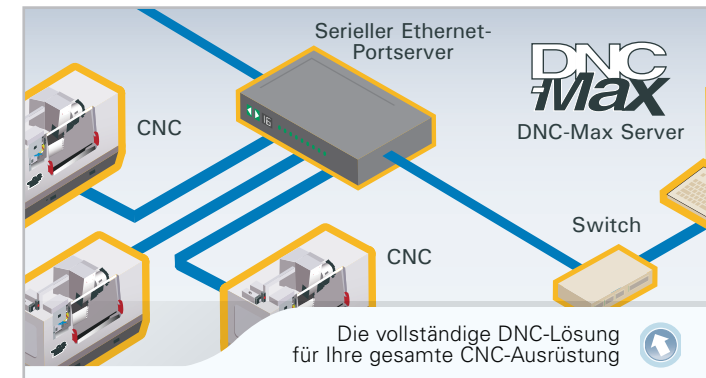 Serieller Ethernet-
Portserver
DNC
-Max
DNC-Max Server
CNC
Switch
CNC
Die vollständige DNC-Lösung
für Ihre gesamte CNC-Ausrüstung